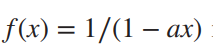 f(x) = 1/(1 − ax)